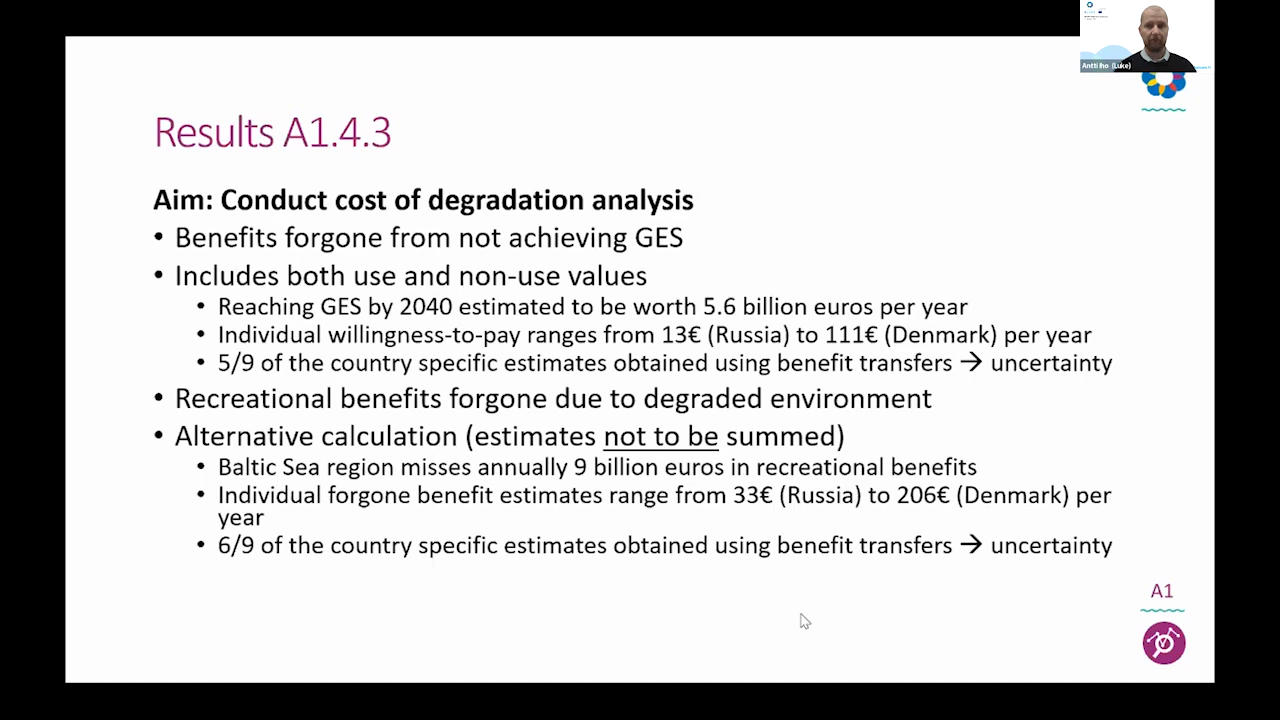 Antti Iho (Luke)
Results A1.4.3
Aim: Conduct cost of degradation analysis
• Benefits forgone from not achieving GES
• Includes both use and non-use values
• Reaching GES by 2040 estimated to be worth 5.6 billion euros per year
• Individual willingness-to-pay ranges from 13€ (Russia) to 111€ (Denmark) per year
• 5/9 of the country specific estimates obtained using benefit transfers → uncertainty
• Recreational benefits forgone due to degraded environment
• Alternative calculation (estimates not to be summed)
• Baltic Sea region misses annually 9 billion euros in recreational benefits
• Individual forgone benefit estimates range from 33€ (Russia) to 206€ (Denmark) per
year
• 6/9 of the country specific estimates obtained using benefit transfers → uncertainty
A1